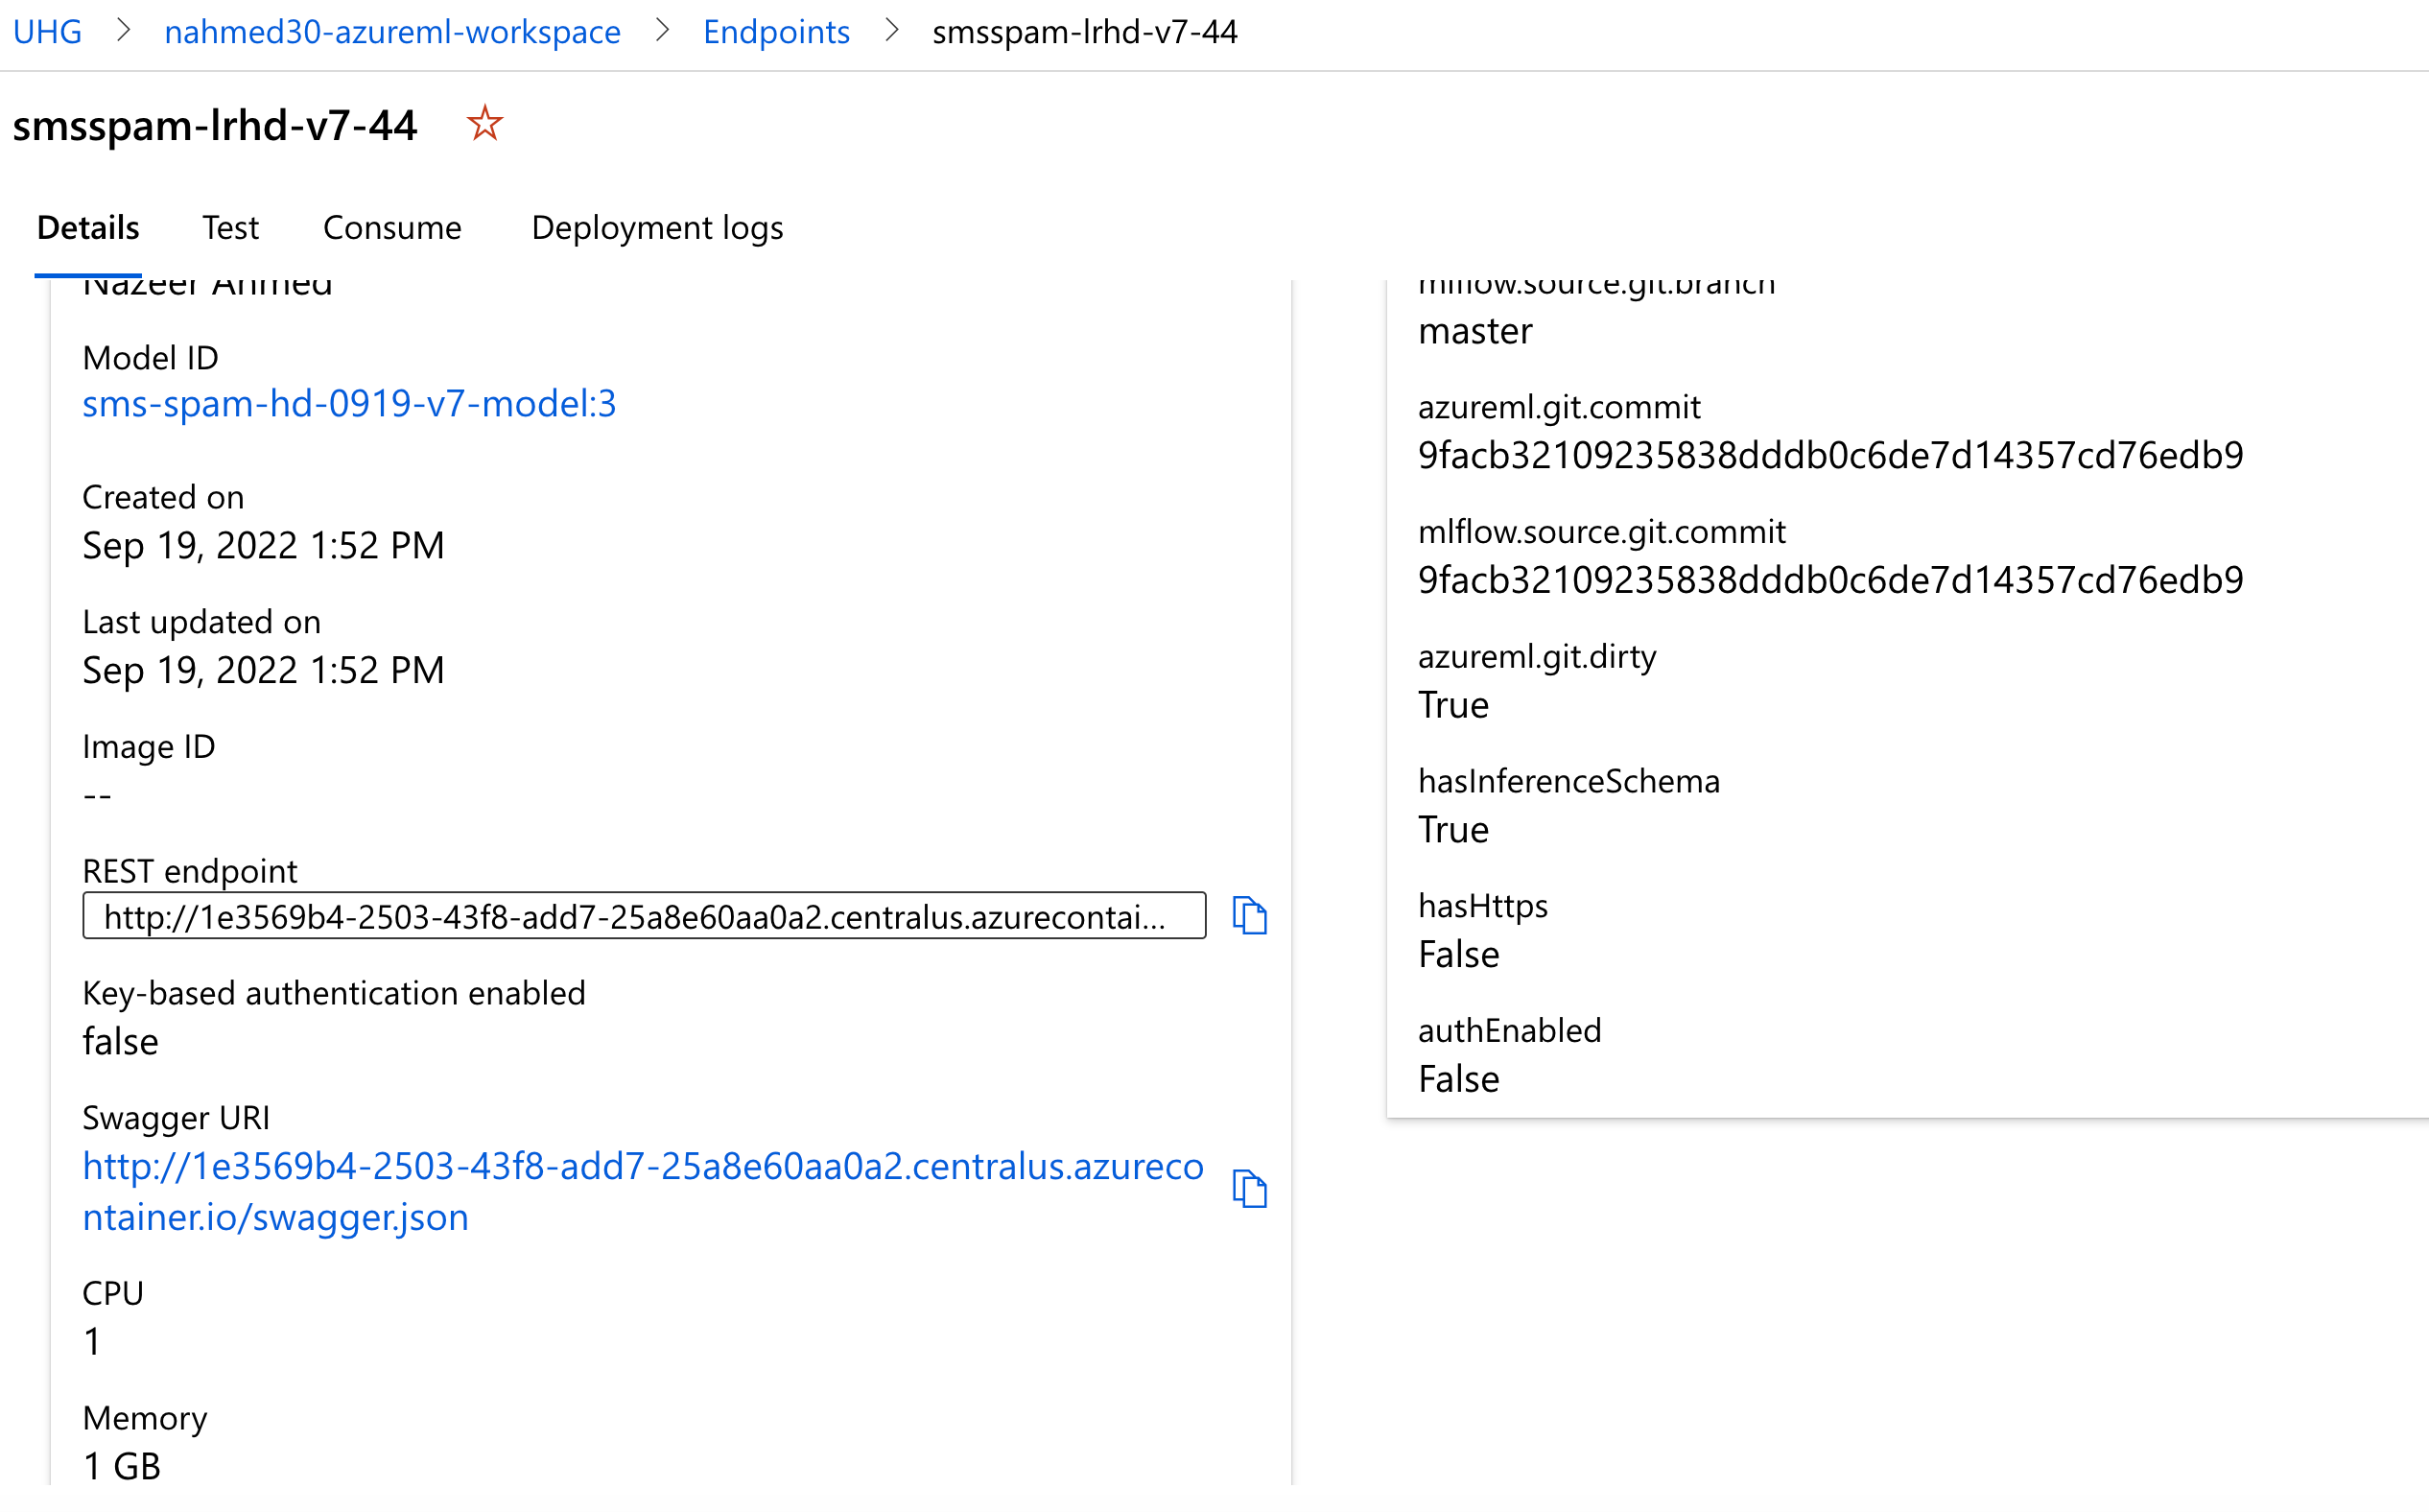 UHG > nahmed30-azureml-workspace > Endpoints > smsspam-lrhd-v7-44
smsspam-lrhd-v7-44
Details Test Consume Deployment logs
Nazeer Ahmed
Model ID
sms-spam-hd-0919-v7-model:3
Created on
Sep 19, 2022 1:52 PM
Last updated on
Sep 19, 2022 1:52 PM
Image ID
--
REST endpoint
http://1e3569b4-2503-43f8-add7-25a8e60aa0a2.centralus.azurecontai...
Key-based authentication enabled
false
Swagger URI
http://1e3569b4-2503-43f8-add7-25a8e60aa0a2.centralus.azureco
ntainer.io/swagger.json
CPU
1
Memory
1 GB
mlflow.source.git.branch
master
azureml.git.commit
9facb32109235838dddb0c6de7d14357cd76edb9
mlflow.source.git.commit
9facb32109235838dddb0c6de7d14357cd76edb9
azureml.git.dirty
True
hasInferenceSchema
True
hasHttps
False
authEnabled
False